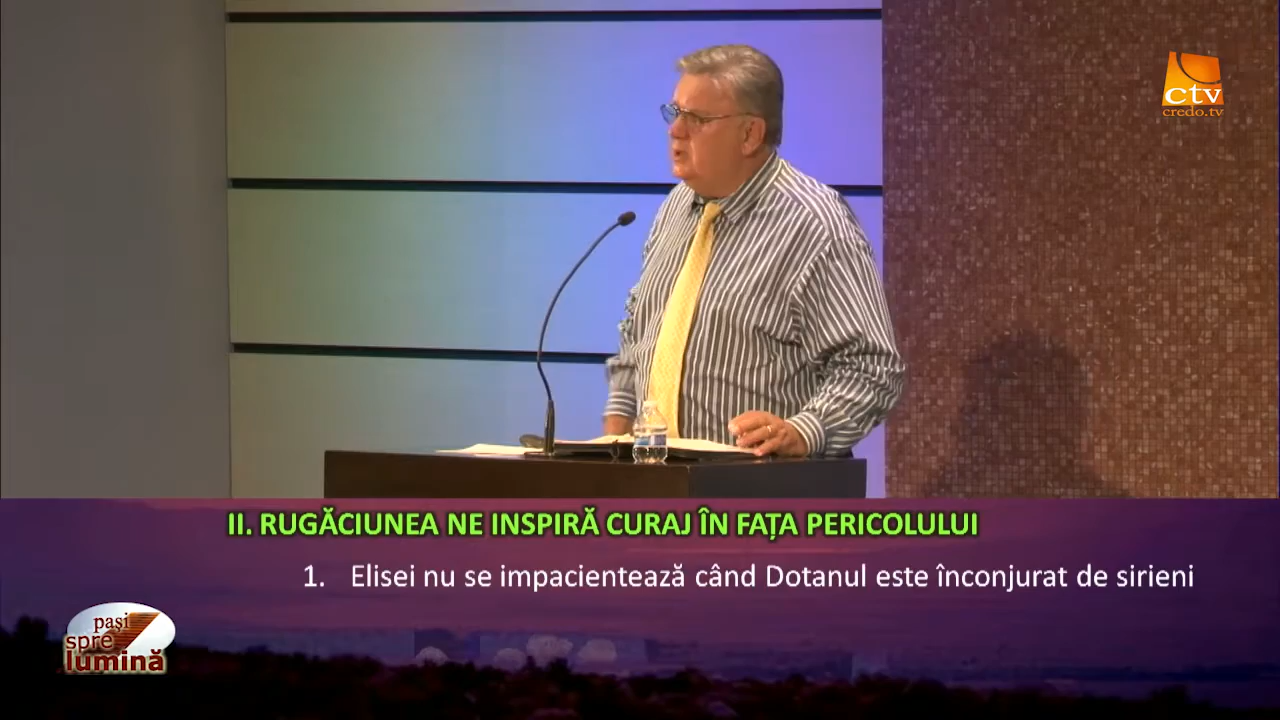 ctv
credo.tv
II. RUGĂCIUNEA NE INSPIRĂ CURAJ ÎN FAȚA PERICOLULUI
1. Elisei nu se impacientează când Dotanul este înconjurat de sirieni
pași
spre
lumină